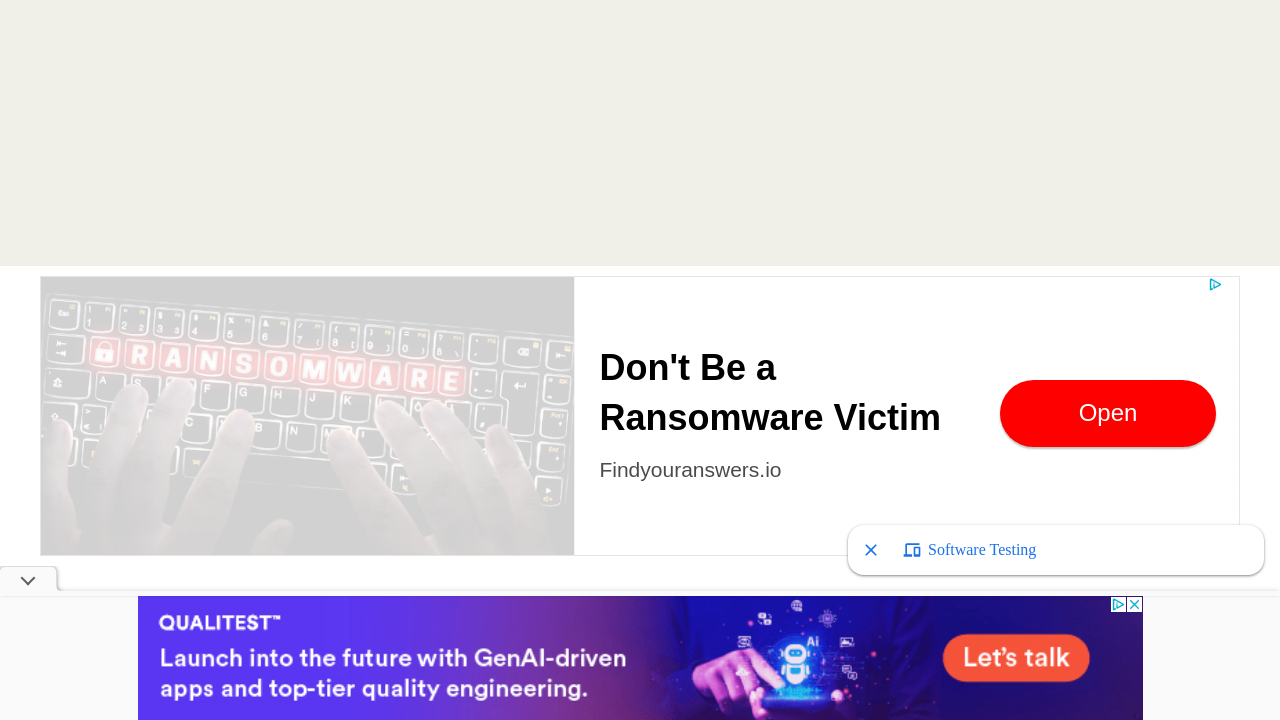 RANSOMWARE
Don't Be a
Ransomware Victim
Findyouranswers.io
Open
Software Testing
QUALITEST™
Launch into the future with GenAI-driven
apps and top-tier quality engineering.
Ai
Let's talk